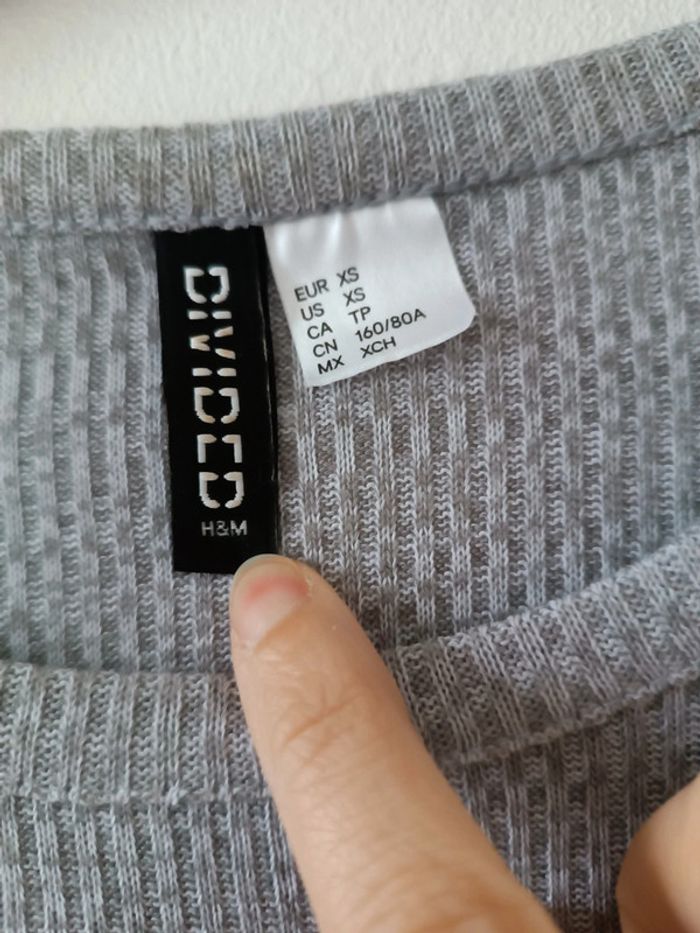 DIVIDED
H&M
EUR XS
US XS
CA TP
CN 160/80A
MX XCH